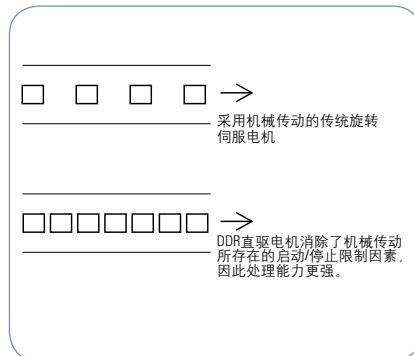 采用机械传动的传统旋转
伺服电机
DDR直驱电机消除了机械传动
所存在的启动/停止限制因素，
因此处理能力更强。